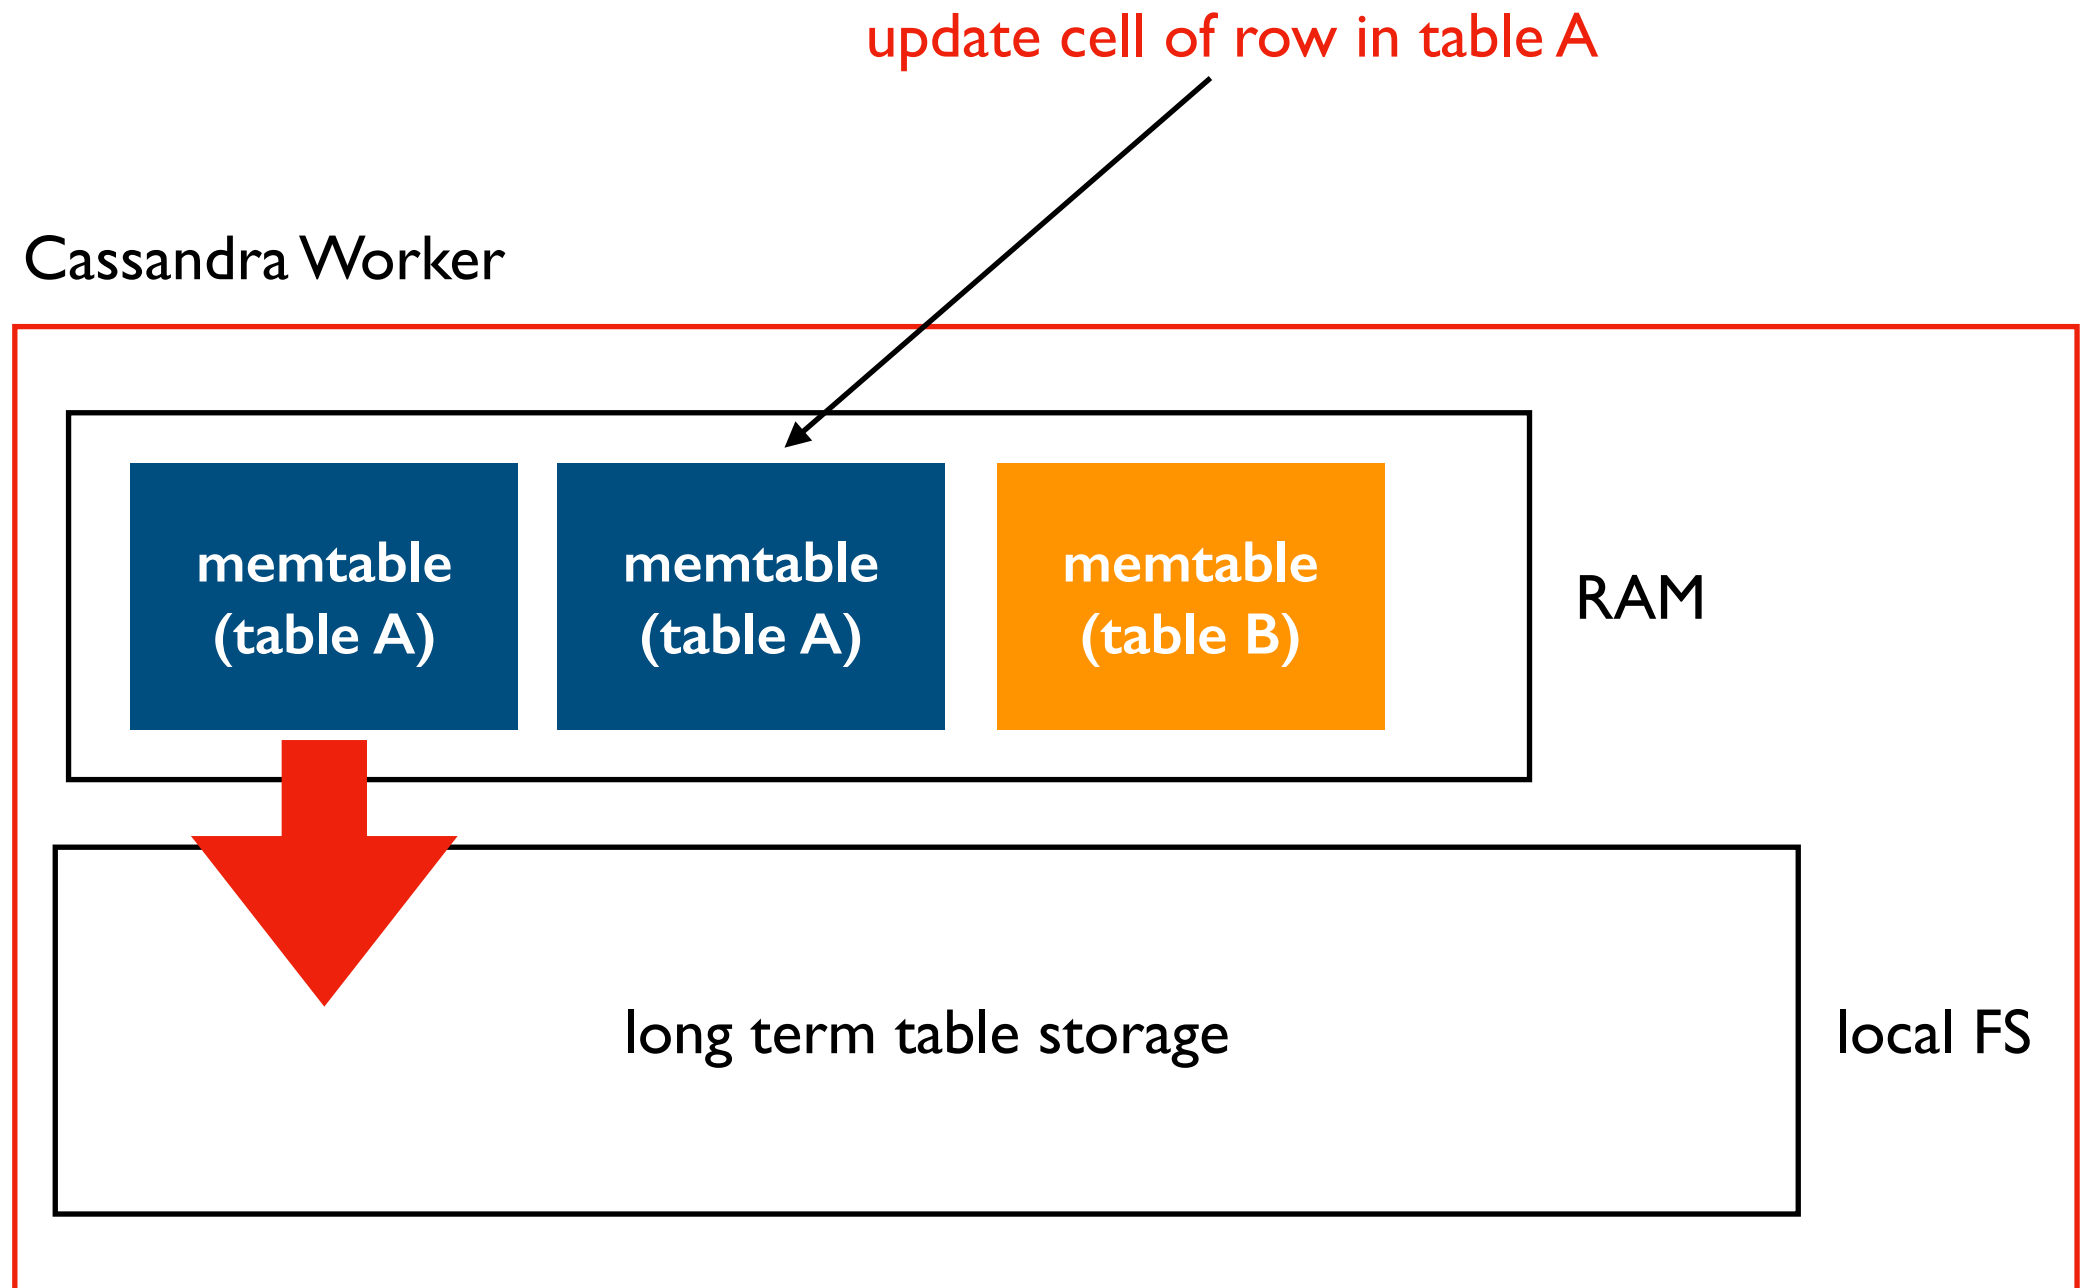 update cell of row in table A
Cassandra Worker
memtable
(table A)
memtable
(table A)
memtable
(table B)
RAM
long term table storage
local FS